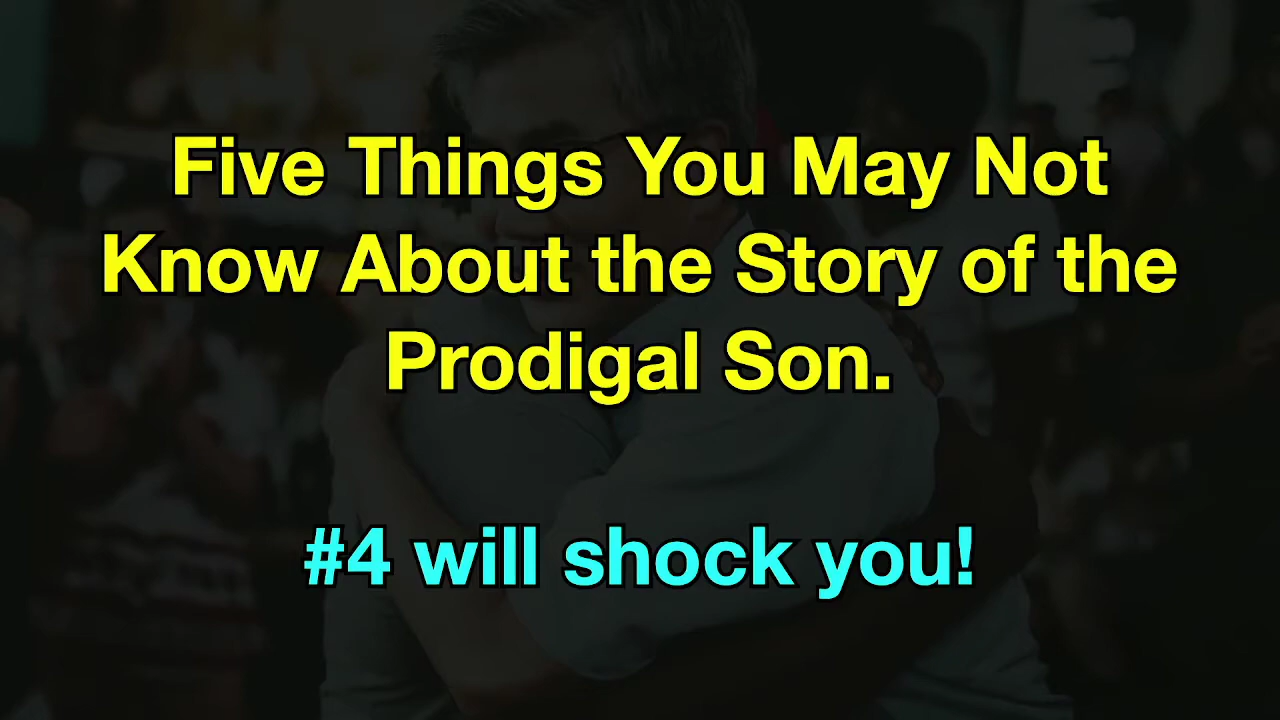 Five Things You May Not
Know About the Story of the
Prodigal Son.
#4 will shock you!